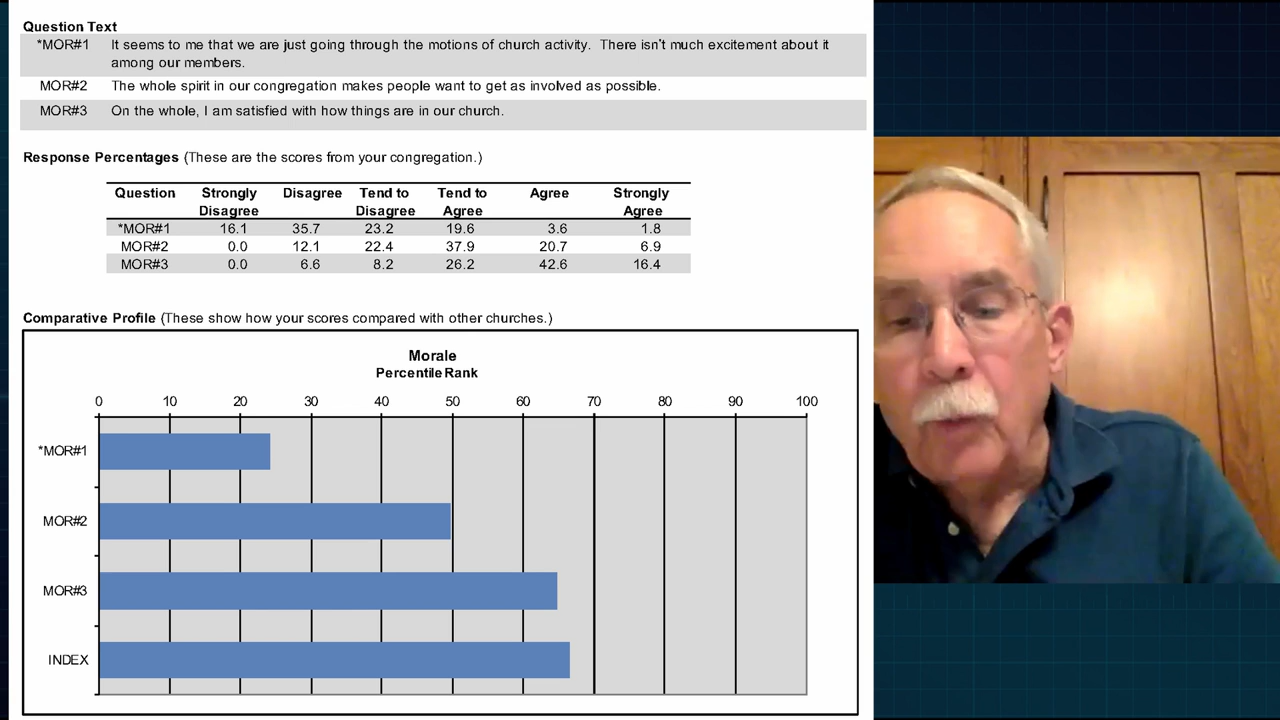 Question Text
*MOR#1 It seems to me that we are just going through the motions of church activity. There isn't much excitement about it
among our members.
MOR#2 The whole spirit in our congregation makes people want to get as involved as possible.
MOR#3 On the whole, I am satisfied with how things are in our church.
Response Percentages (These are the scores from your congregation.)
Question Strongly Disagree Tend to Tend to Agree Strongly
Disagree Disagree Agree Agree
*MOR#1 16.1 35.7 23.2 19.6 3.6 1.8
MOR#2 0.0 12.1 22.4 37.9 20.7 6.9
MOR#3 0.0 6.6 8.2 26.2 42.6 16.4
Comparative Profile (These show how your scores compared with other churches.)
Morale
Percentile Rank
0 10 20 30 40 50 60 70 80 90 100
*MOR#1
MOR#2
MOR#3
INDEX